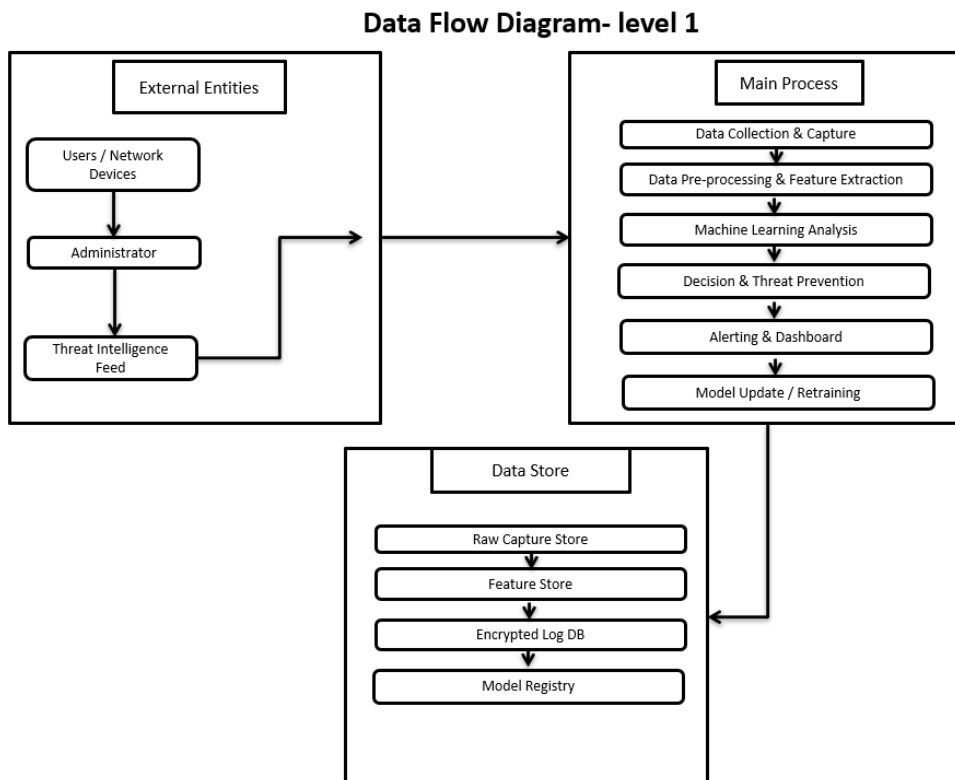 Data Flow Diagram- level 1
External Entities
Users / Network
Devices
Administrator
Threat Intelligence
Feed
Main Process
Data Collection & Capture
Data Pre-processing & Feature Extraction
Machine Learning Analysis
Decision & Threat Prevention
Alerting & Dashboard
Model Update / Retraining
Data Store
Raw Capture Store
Feature Store
Encrypted Log DB
Model Registry